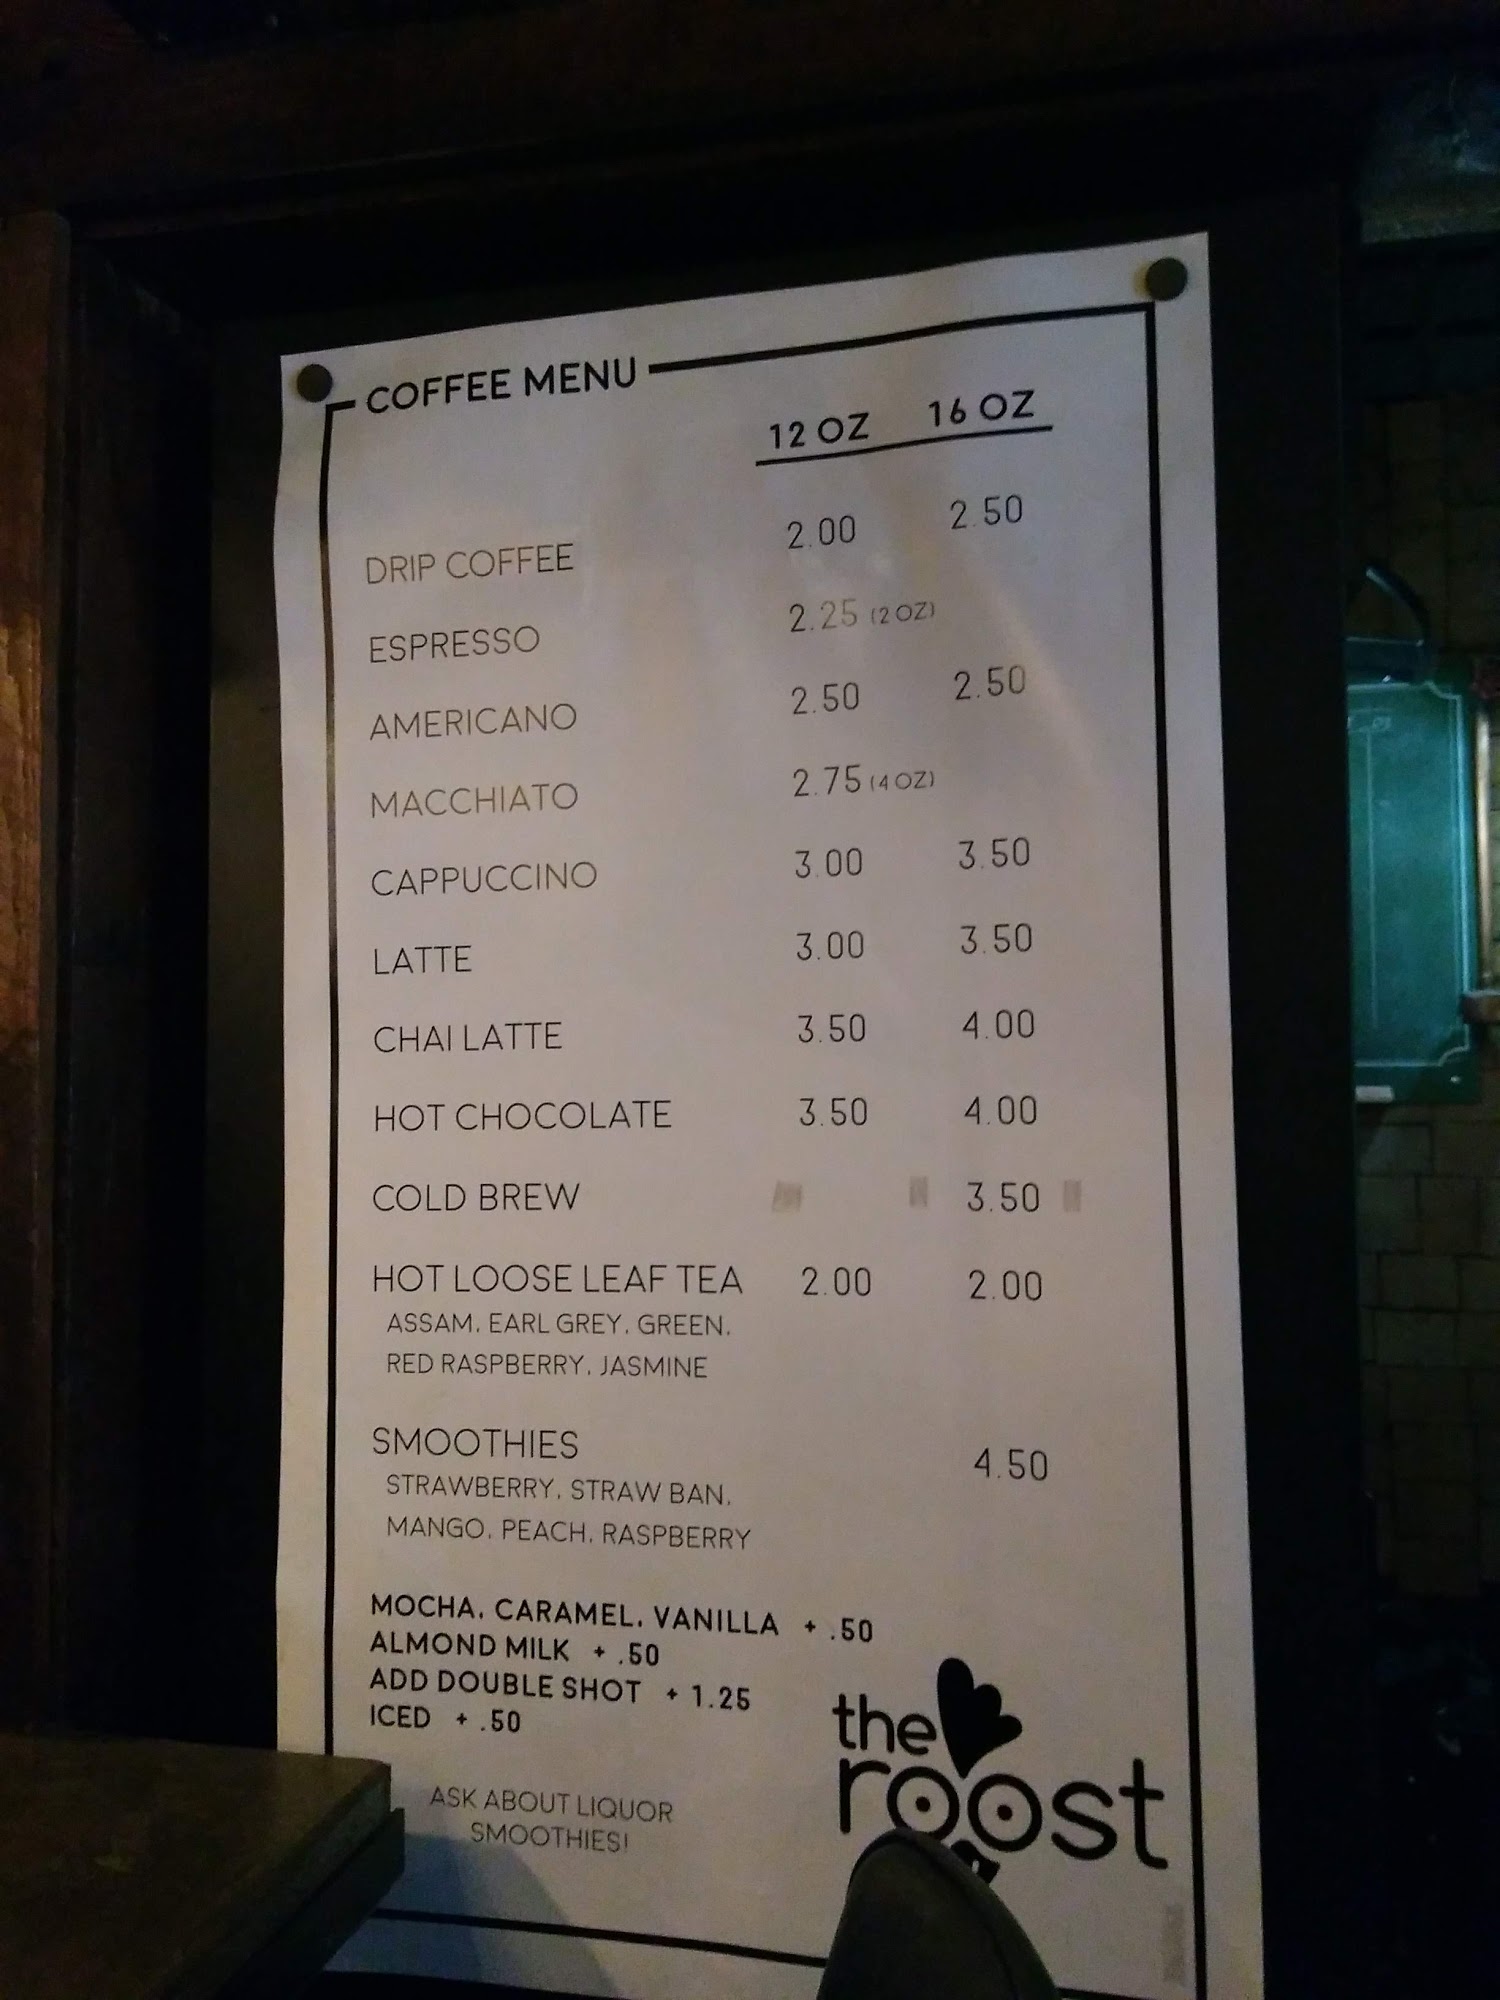 COFFEE MENU
12 OZ 16 OZ
DRIP COFFEE 2.00 2.50
ESPRESSO 2.25 (2 OZ)
AMERICANO 2.50 2.50
MACCHIATO 2.75 (4 OZ)
CAPPUCCINO 3.00 3.50
LATTE 3.00 3.50
CHAI LATTE 3.50 4.00
HOT CHOCOLATE 3.50 4.00
COLD BREW 3.50
HOT LOOSE LEAF TEA 2.00 2.00
ASSAM, EARL GREY, GREEN,
RED RASPBERRY, JASMINE
SMOOTHIES 4.50
STRAWBERRY, STRAW BAN,
MANGO, PEACH, RASPBERRY
MOCHA, CARAMEL, VANILLA + .50
ALMOND MILK + .50
ADD DOUBLE SHOT + 1.25
ICED + .50
ASK ABOUT LIQUOR
SMOOTHIES!
the
roost